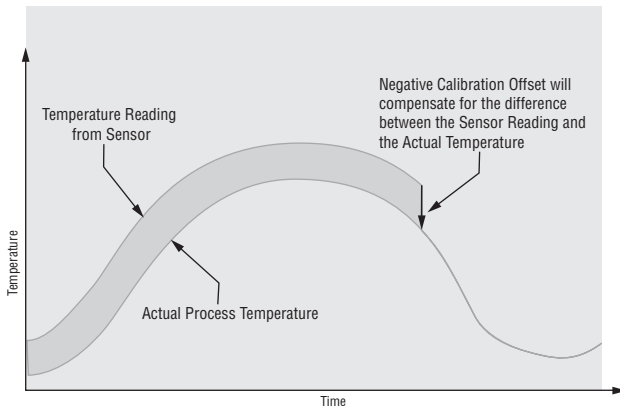 Negative Calibration Offset will
compensate for the difference
between the Sensor Reading and
the Actual Temperature
Temperature Reading
from Sensor
Temperature
Actual Process Temperature
Time